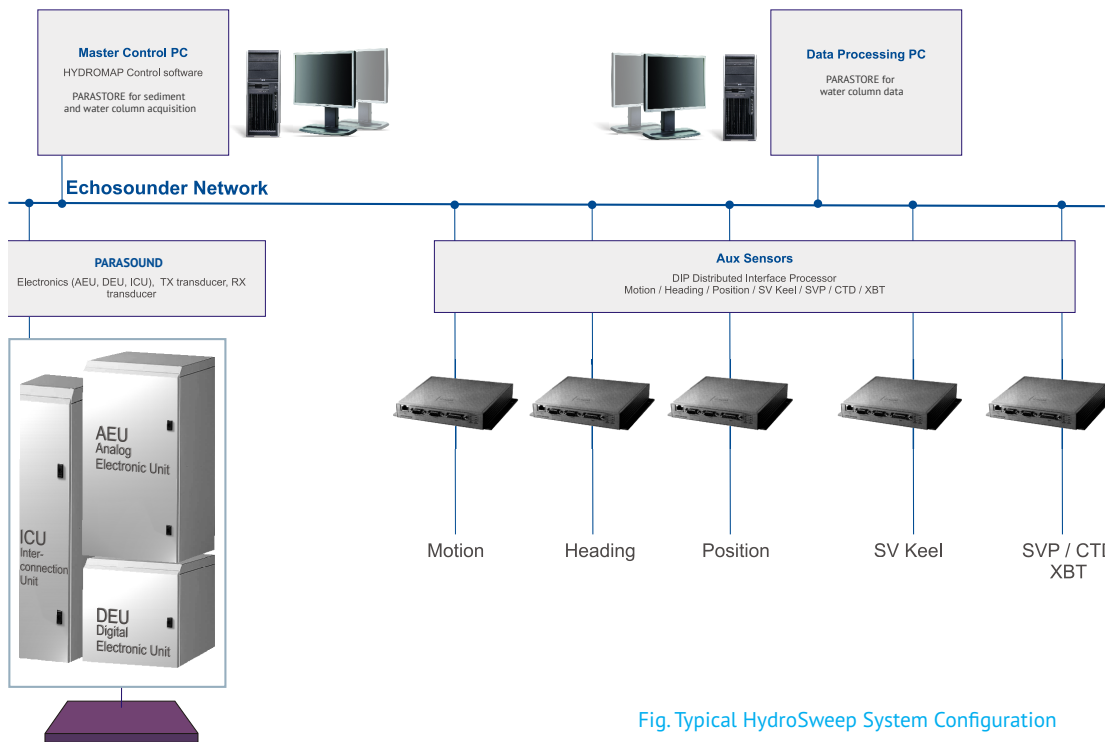 Master Control PC
HYDROMAP Control software
PARASTORE for sediment
and water column acquisition
Data Processing PC
PARASTORE for
water column data
Echosounder Network
PARASOUND
Electronics (AEU, DEU, ICU), TX transducer, RX
transducer
Aux Sensors
DIP Distributed Interface Processor
Motion / Heading / Position / SV Keel / SVP / CTD / XBT
AEU
Analog
Electronic Unit
ICU
Inter-
connection
Unit
DEU
Digital
Electronic Unit
Motion
Heading
Position
SV Keel
SVP / CTD
XBT
Fig. Typical HydroSweep System Configuration